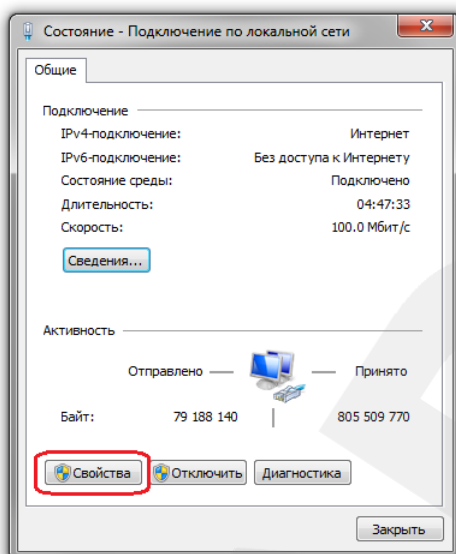 Состояние - Подключение по локальной сети
Общие
Подключение
IPv4-подключение: Интернет
IPv6-подключение: Без доступа к Интернету
Состояние среды: Подключено
Длительность: 04:47:33
Скорость: 100.0 Мбит/с
Сведения...
Активность
Отправлено — — Принято
Байт: 79 188 140 | 805 509 770
Свойства Отключить Диагностика
Закрыть